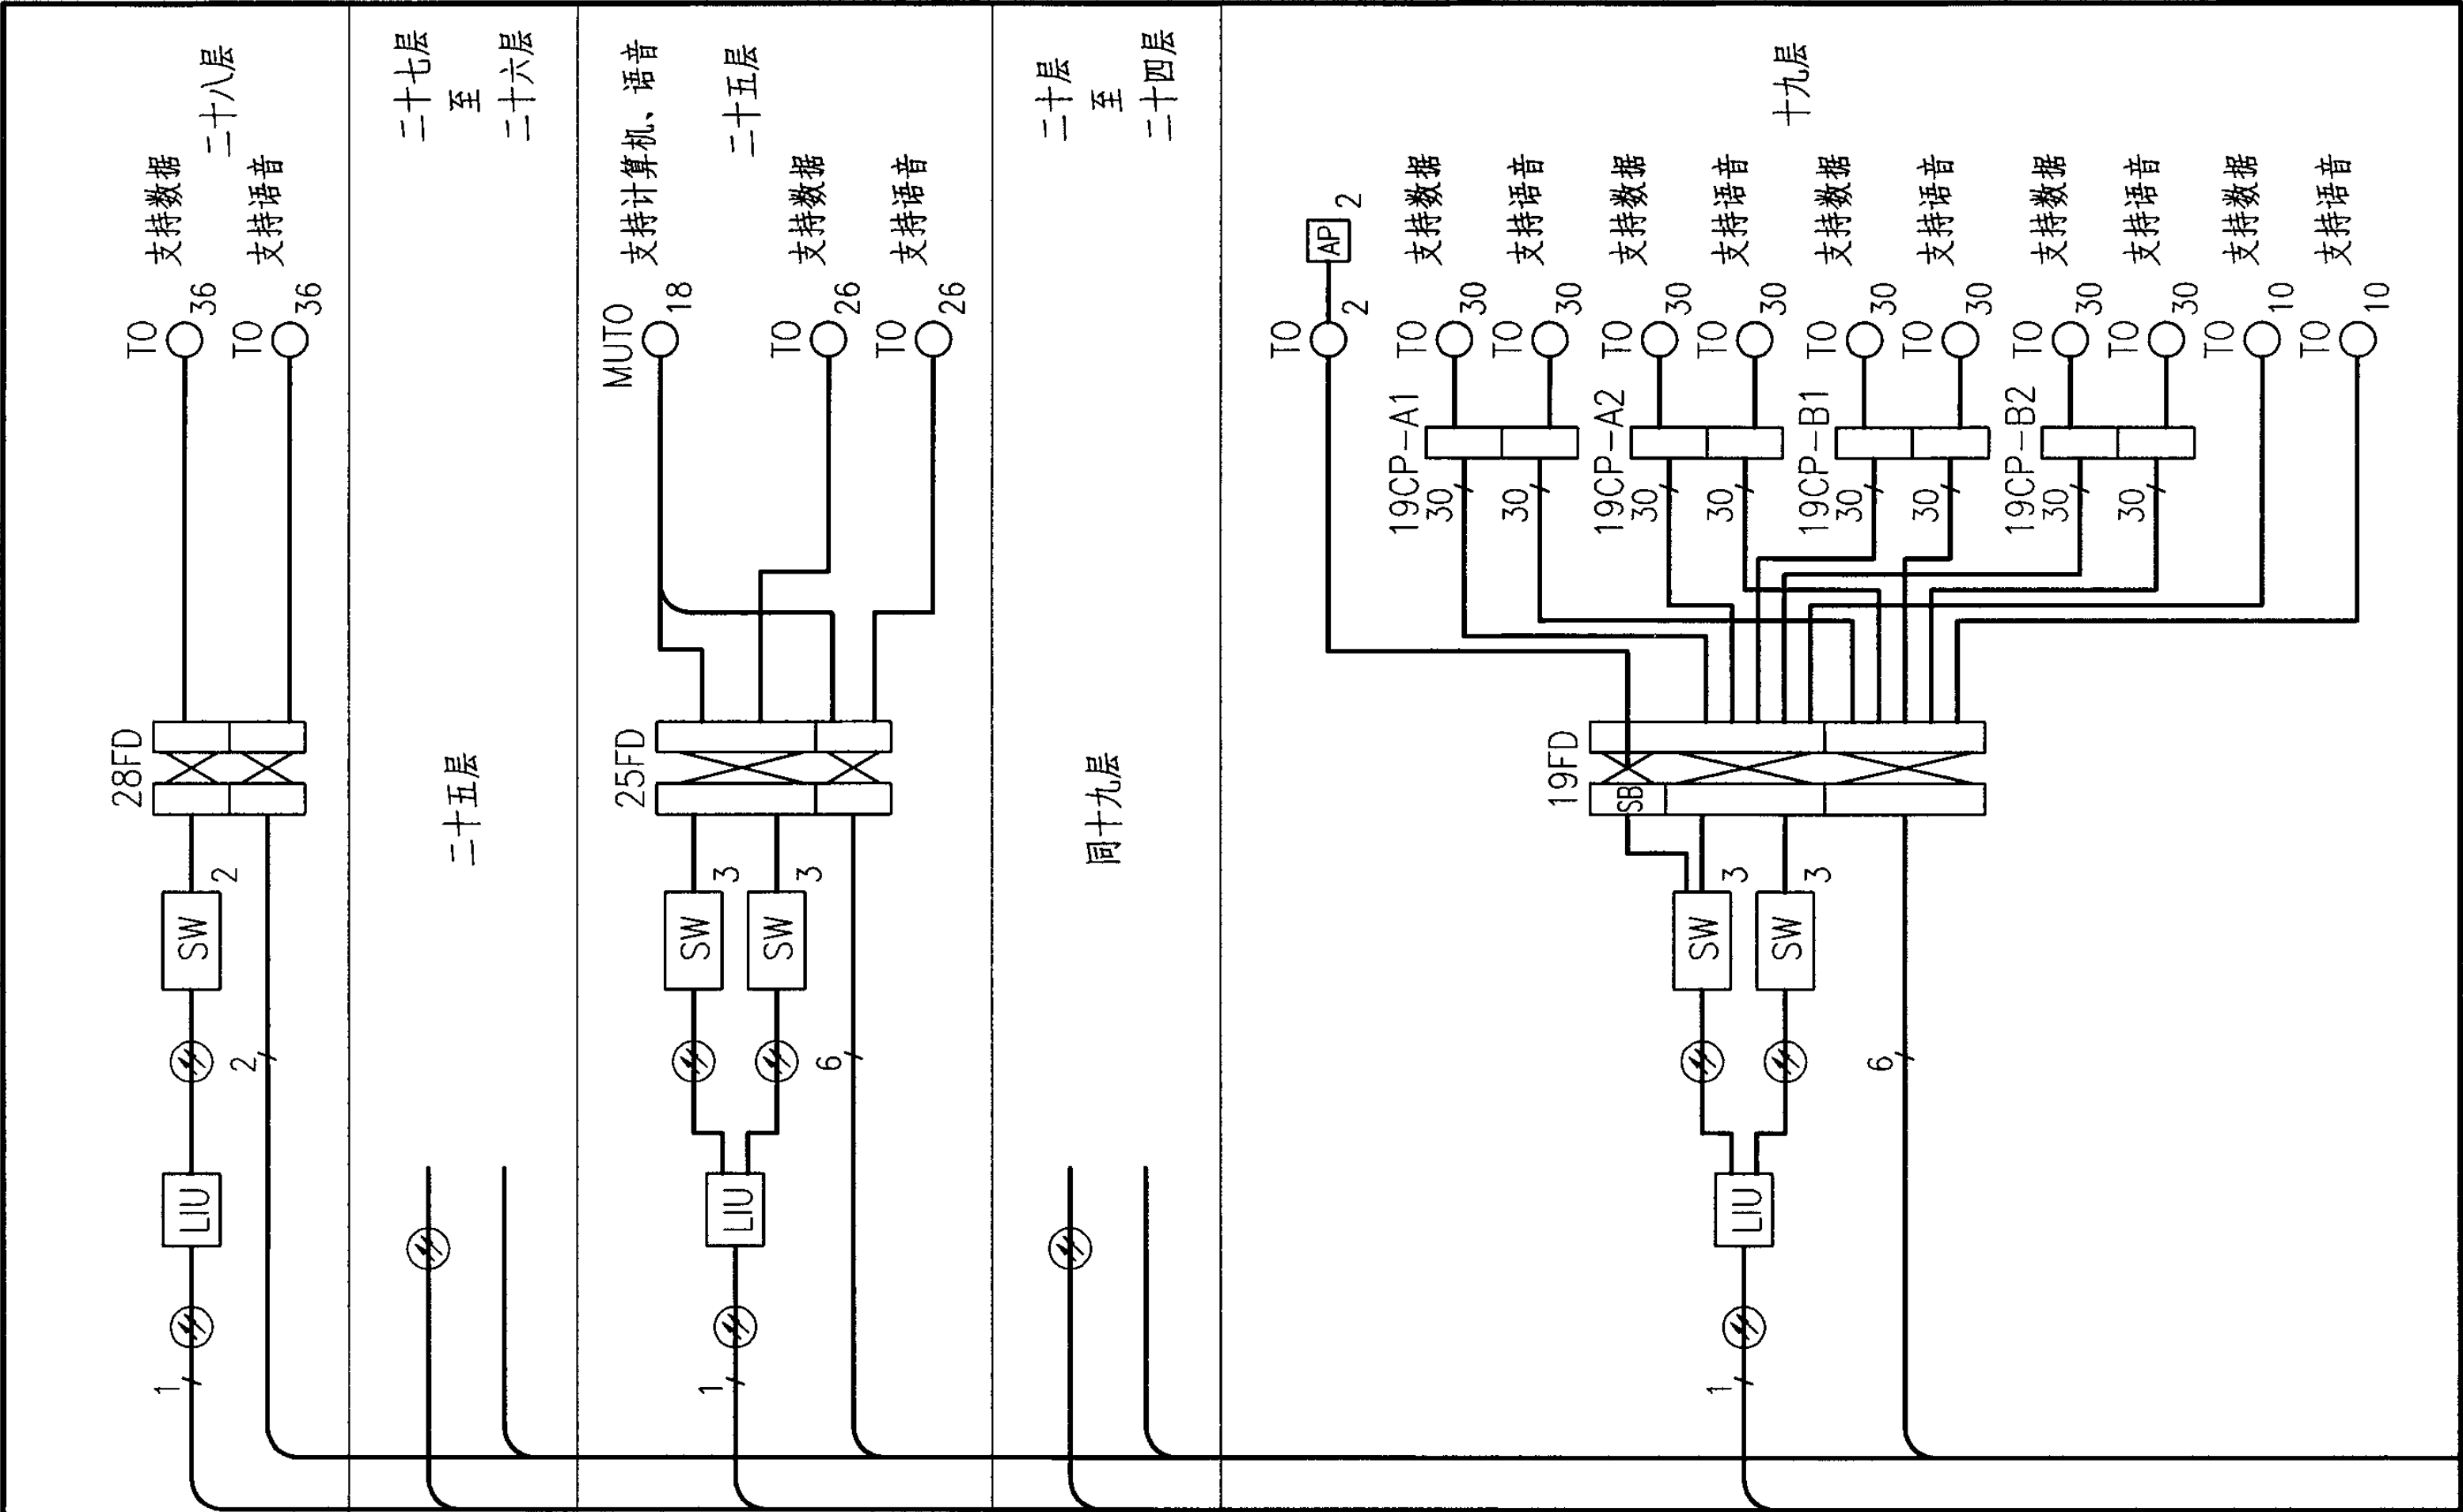 二十八层
28FD
1
LIU
2
SW
2
TO
36
支持数据
TO
36
支持语音
二十七层
至
二十六层
二十五层
二十五层
25FD
1
LIU
6
SW
3
SW
3
MUTO
18
支持计算机、语音
TO
26
支持数据
TO
26
支持语音
二十层
至
二十四层
同十九层
十九层
19FD
1
LIU
6
SW
3
SW
3
SB
TO
2
AP
2
19CP-A1
30
TO
30
支持数据
30
TO
30
支持语音
19CP-A2
30
TO
30
支持数据
30
TO
30
支持语音
19CP-B1
30
TO
30
支持数据
30
TO
30
支持语音
19CP-B2
30
TO
30
支持数据
30
TO
30
支持语音
TO
10
支持数据
TO
10
支持语音